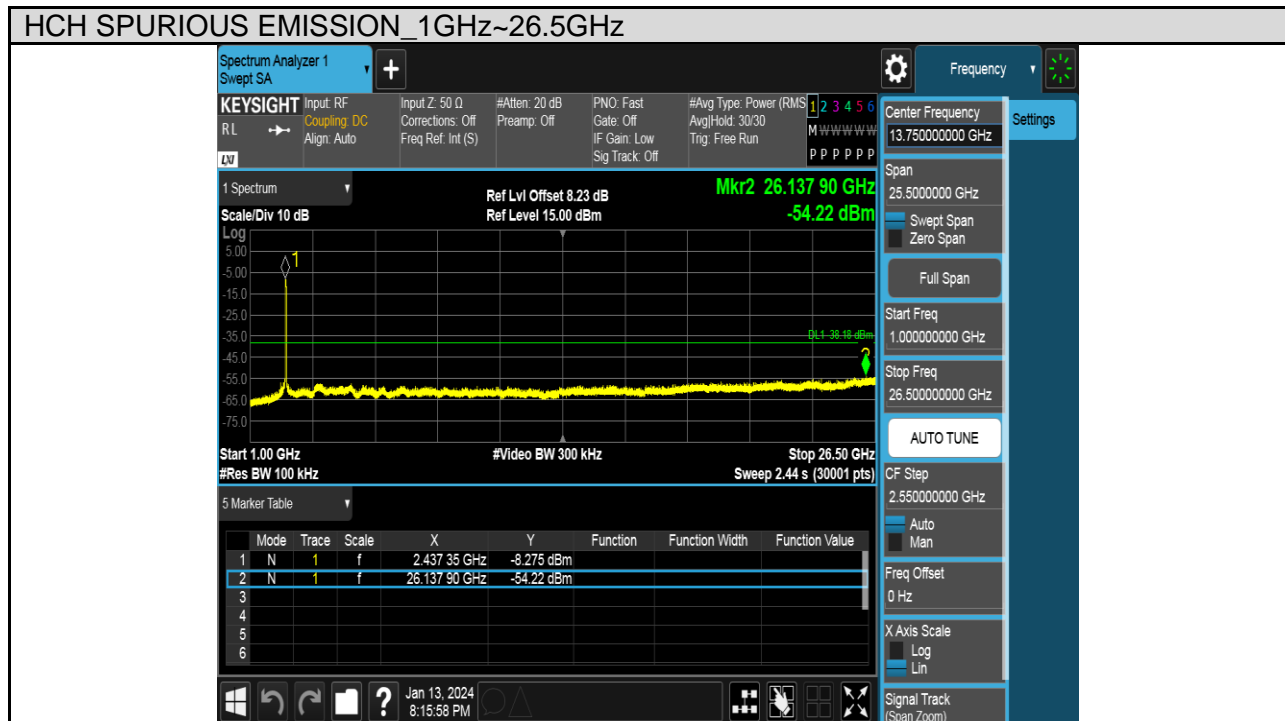 HCH SPURIOUS EMISSION_1GHz~26.5GHz
Spectrum Analyzer 1
Swept SA
Frequency
KEYSIGHT
RL
LXI
Input: RF
Coupling: DC
Align: Auto
Input Z: 50 Ω
Corrections: Off
Freq Ref: Int (S)
#Atten: 20 dB
Preamp: Off
PNO: Fast
Gate: Off
IF Gain: Low
Sig Track: Off
#Avg Type: Power (RMS
Avg|Hold: 30/30
Trig: Free Run
1 2 3 4 5 6
M W W W W W
P P P P P P
1 Spectrum
Scale/Div 10 dB
Ref Lvl Offset 8.23 dB
Ref Level 15.00 dBm
Mkr2 26.137 90 GHz
-54.22 dBm
Log
5.00
-5.00
-15.0
-25.0
-35.0
-45.0
-55.0
-65.0
-75.0
1
DL1 -38.18 dBm
2
Start 1.00 GHz
#Res BW 100 kHz
#Video BW 300 kHz
Stop 26.50 GHz
Sweep 2.44 s (30001 pts)
5 Marker Table
Mode Trace Scale X Y Function Function Width Function Value
1 N 1 f 2.437 35 GHz -8.275 dBm
2 N 1 f 26.137 90 GHz -54.22 dBm
3
4
5
6
?
Jan 13, 2024
8:15:58 PM
Center Frequency
13.750000000 GHz
Settings
Span
25.5000000 GHz
Swept Span
Zero Span
Full Span
Start Freq
1.000000000 GHz
Stop Freq
26.500000000 GHz
AUTO TUNE
CF Step
2.550000000 GHz
Auto
Man
Freq Offset
0 Hz
X Axis Scale
Log
Lin
Signal Track
(Span Zoom)